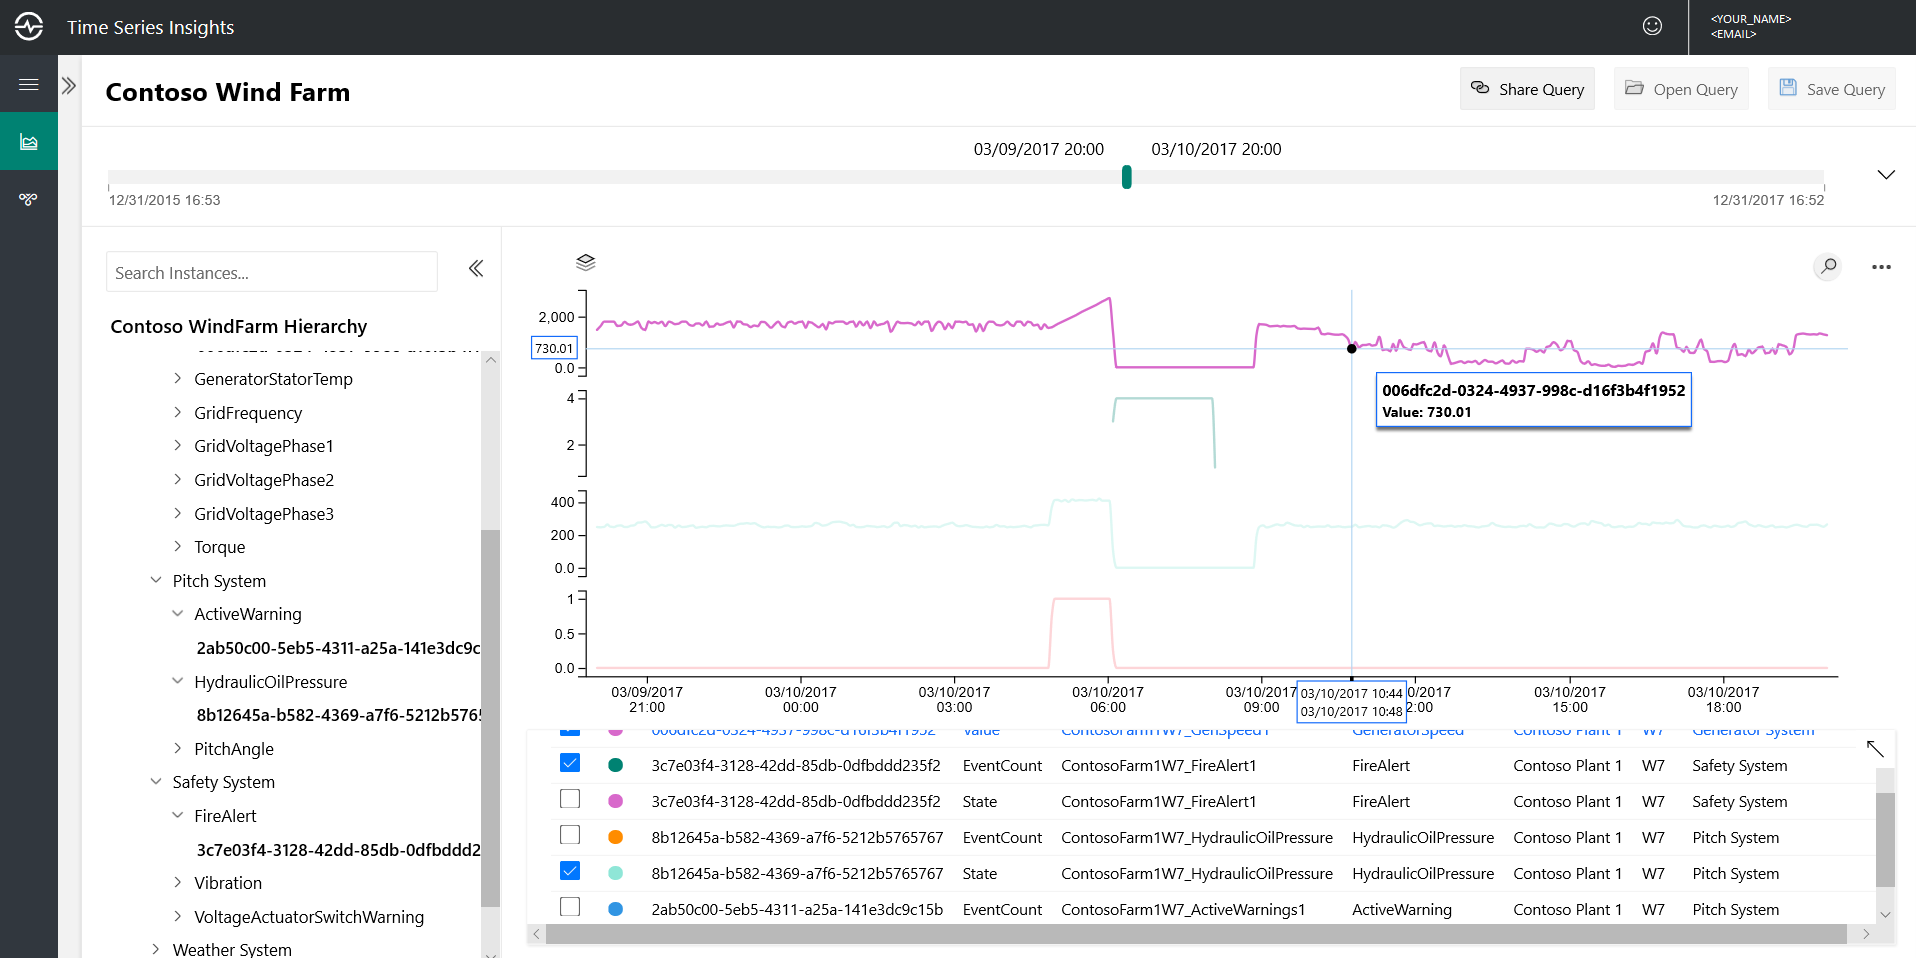 Time Series Insights
<YOUR_NAME>
<EMAIL>
Contoso Wind Farm
Share Query
Open Query
Save Query
03/09/2017 20:00
03/10/2017 20:00
12/31/2015 16:53
12/31/2017 16:52
Search Instances...
Contoso WindFarm Hierarchy
GeneratorStatorTemp
GridFrequency
GridVoltagePhase1
GridVoltagePhase2
GridVoltagePhase3
Torque
Pitch System
ActiveWarning
2ab50c00-5eb5-4311-a25a-141e3dc9c
HydraulicOilPressure
8b12645a-b582-4369-a7f6-5212b5765
PitchAngle
Safety System
FireAlert
3c7e03f4-3128-42dd-85db-0dfbddd2
Vibration
VoltageActuatorSwitchWarning
Weather System
2,000
730.01
0.0
006dfc2d-0324-4937-998c-d16f3b4f1952
Value: 730.01
4
2
400
200
0.0
1
0.5
0.0
03/09/2017 21:00
03/10/2017 00:00
03/10/2017 03:00
03/10/2017 06:00
03/10/2017 09:00
03/10/2017 10:44
03/10/2017 10:48
0/2017 2:00
03/10/2017 15:00
03/10/2017 18:00
006dfc2d-0324-4937-998c-d16f3b4f1952 Value ContosoFarm1W7_GenSpeed1 GeneratorSpeed Contoso Plant 1 W7 Generator System
3c7e03f4-3128-42dd-85db-0dfbddd235f2 EventCount ContosoFarm1W7_FireAlert1 FireAlert Contoso Plant 1 W7 Safety System
3c7e03f4-3128-42dd-85db-0dfbddd235f2 State ContosoFarm1W7_FireAlert1 FireAlert Contoso Plant 1 W7 Safety System
8b12645a-b582-4369-a7f6-5212b5765767 EventCount ContosoFarm1W7_HydraulicOilPressure HydraulicOilPressure Contoso Plant 1 W7 Pitch System
8b12645a-b582-4369-a7f6-5212b5765767 State ContosoFarm1W7_HydraulicOilPressure HydraulicOilPressure Contoso Plant 1 W7 Pitch System
2ab50c00-5eb5-4311-a25a-141e3dc9c15b EventCount ContosoFarm1W7_ActiveWarnings1 ActiveWarning Contoso Plant 1 W7 Pitch System